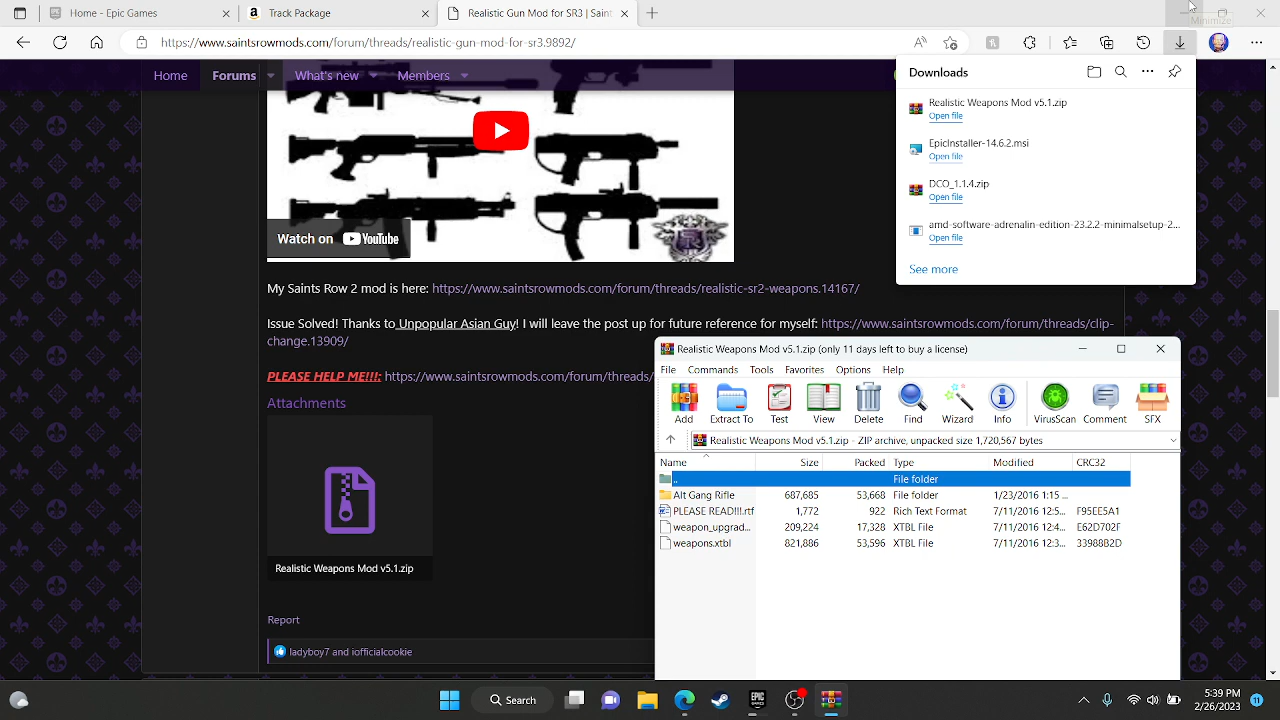 Home - Epic Games
Track Package
Realistic Gun Mod for SR3 | Saint
Minimize
https://www.saintsrowmods.com/forum/threads/realistic-gun-mod-for-sr3.9892/
Home
Forums
What's new
Members
Downloads
Realistic Weapons Mod v5.1.zip
Open file
EpicInstaller-14.6.2.msi
Open file
DCO_1.1.4.zip
Open file
amd-software-adrenalin-edition-23.2.2-minimalsetup-2...
Open file
See more
Watch on YouTube
My Saints Row 2 mod is here: https://www.saintsrowmods.com/forum/threads/realistic-sr2-weapons.14167/
Issue Solved! Thanks to Unpopular Asian Guy! I will leave the post up for future reference for myself: https://www.saintsrowmods.com/forum/threads/clip-
change.13909/
PLEASE HELP ME!!!: https://www.saintsrowmods.com/forum/threads/
Attachments
Realistic Weapons Mod v5.1.zip
Report
ladyboy7 and iofficialcookie
Realistic Weapons Mod v5.1.zip (only 11 days left to buy a license)
File Commands Tools Favorites Options Help
Add Extract To Test View Delete Find Wizard Info VirusScan Comment SFX
Realistic Weapons Mod v5.1.zip - ZIP archive, unpacked size 1,720,567 bytes
Name Size Packed Type Modified CRC32
.. File folder
Alt Gang Rifle 687,685 53,668 File folder 1/23/2016 1:15 ...
PLEASE READ!!!.rtf 1,772 922 Rich Text Format 7/11/2016 12:5... F95EE5A1
weapon_upgrad... 209,224 17,328 XTBL File 7/11/2016 12:4... E62D702F
weapons.xtbl 821,886 53,596 XTBL File 7/11/2016 12:3... 33988B2D
Search
EPIC
GAMES
5:39 PM
2/26/2023
11